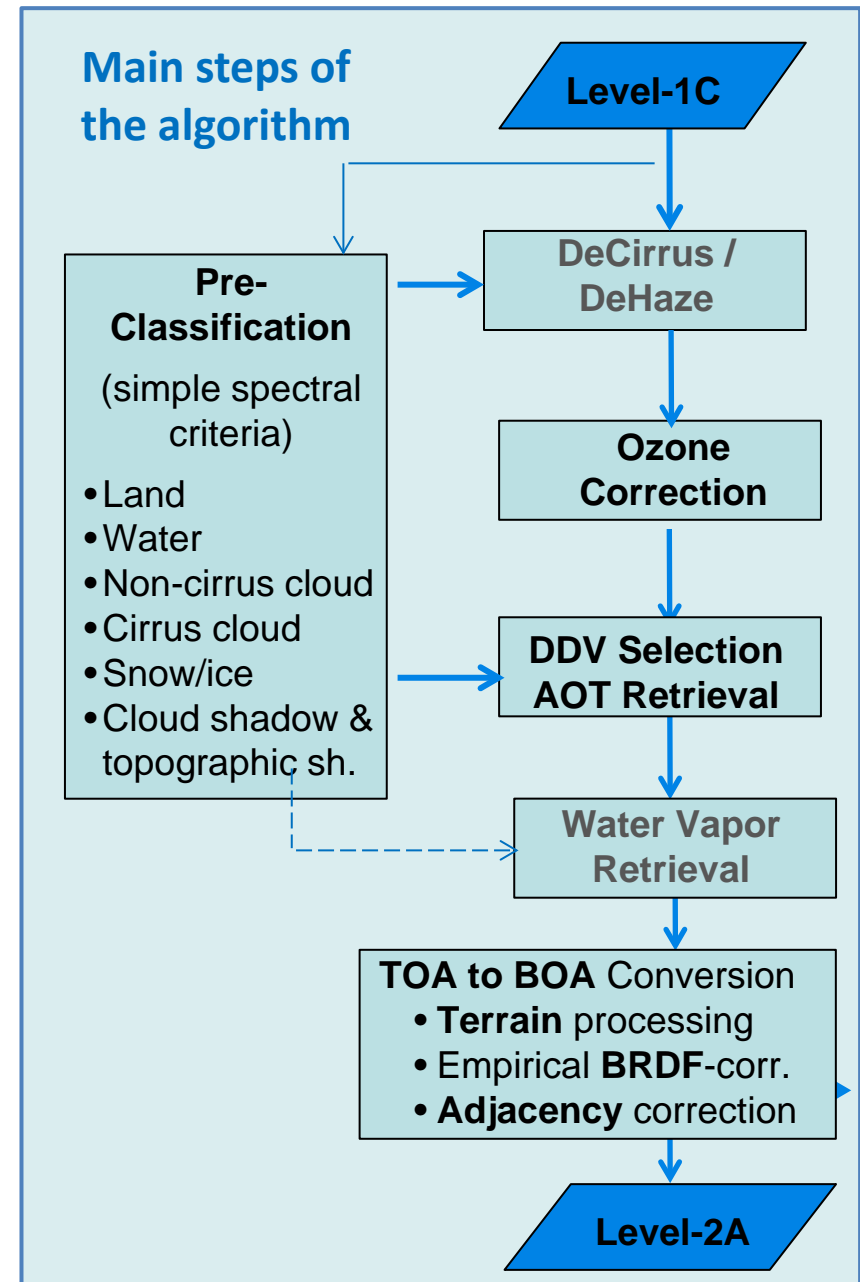 Main steps of
the algorithm
Level-1C
DeCirrus /
DeHaze
Pre-
Classification
(simple spectral
criteria)
•Land
•Water
•Non-cirrus cloud
•Cirrus cloud
•Snow/ice
•Cloud shadow &
topographic sh.
Ozone
Correction
DDV Selection
AOT Retrieval
Water Vapor
Retrieval
TOA to BOA Conversion
• Terrain processing
• Empirical BRDF-corr.
• Adjacency correction
Level-2A